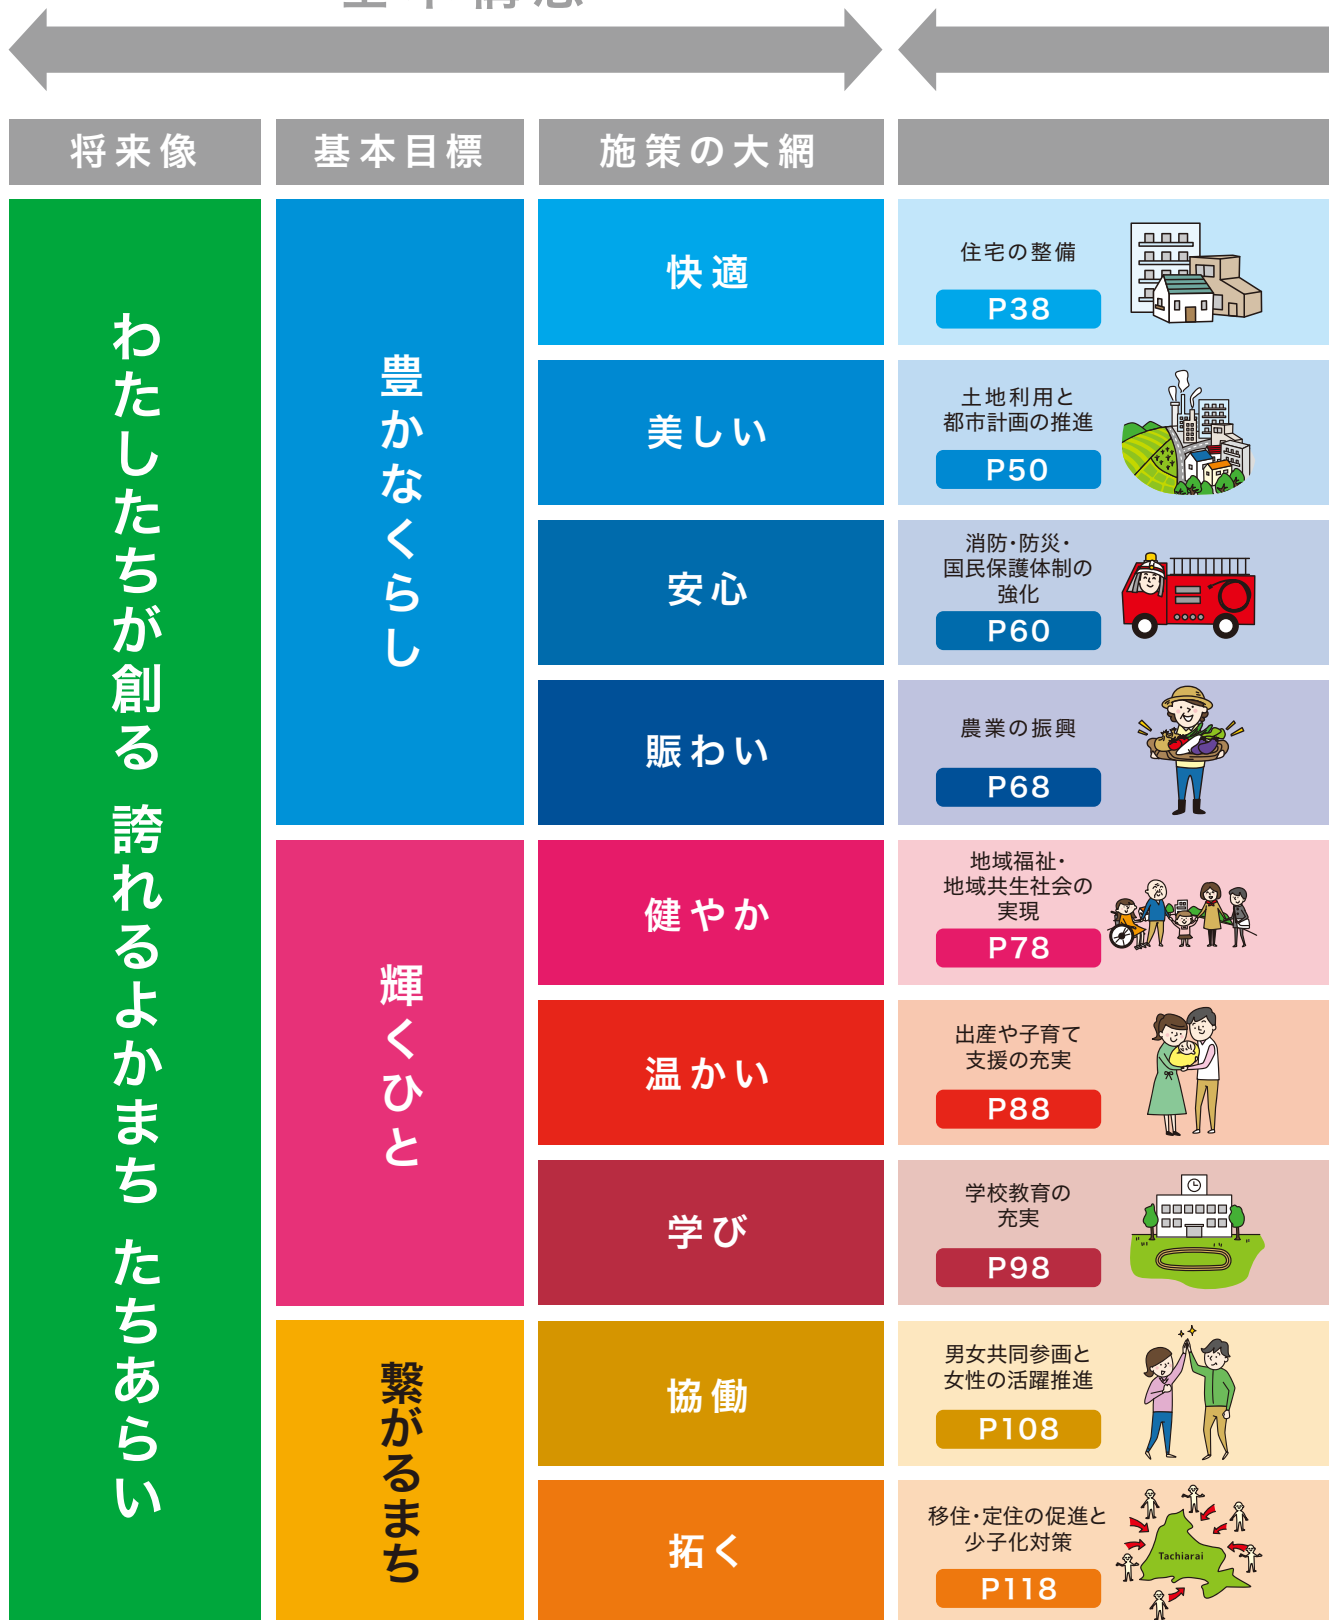 基本構想
将来像
基本目標
施策の大綱
わたしたちが創る 誇れるよかまち たちあらい
豊かなくらし
快適
住宅の整備
P38
美しい
土地利用と
都市計画の推進
P50
安心
消防・防災・
国民保護体制の
強化
P60
賑わい
農業の振興
P68
輝くひと
健やか
地域福祉・
地域共生社会の
実現
P78
温かい
出産や子育て
支援の充実
P88
学び
学校教育の
充実
P98
繋がるまち
協働
男女共同参画と
女性の活躍推進
P108
拓く
移住・定住の促進と
少子化対策
P118
Tachiarai